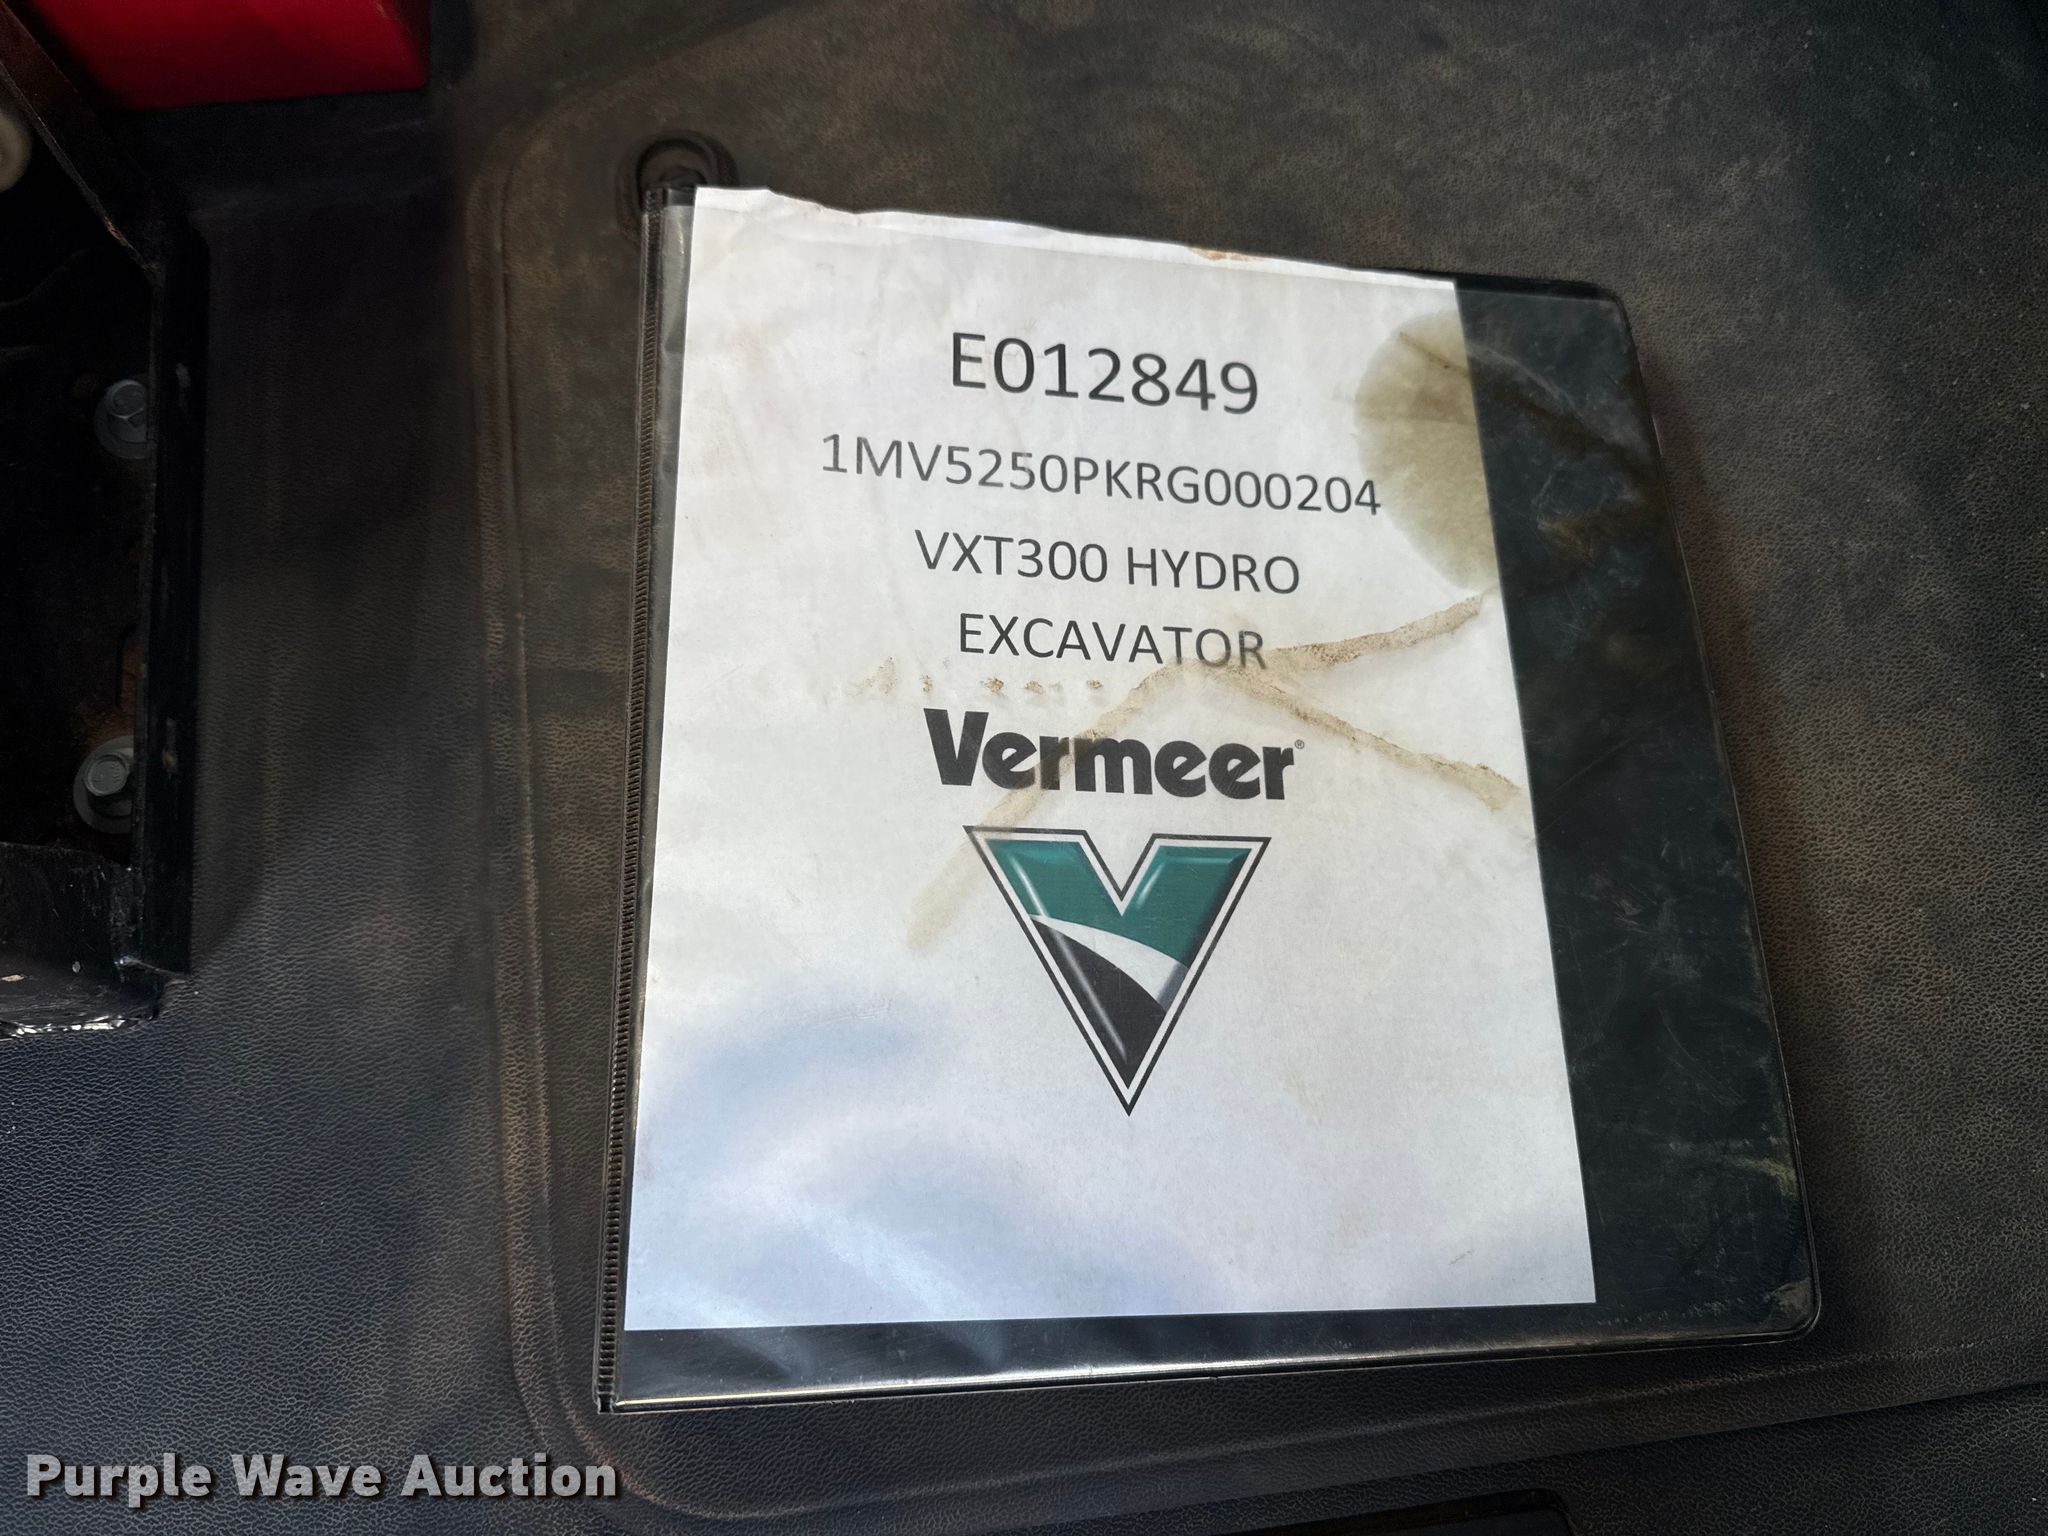 E012849
1MV5250PKRG000204
VXT300 HYDRO
EXCAVATOR
Vermeer®
Purple Wave Auction